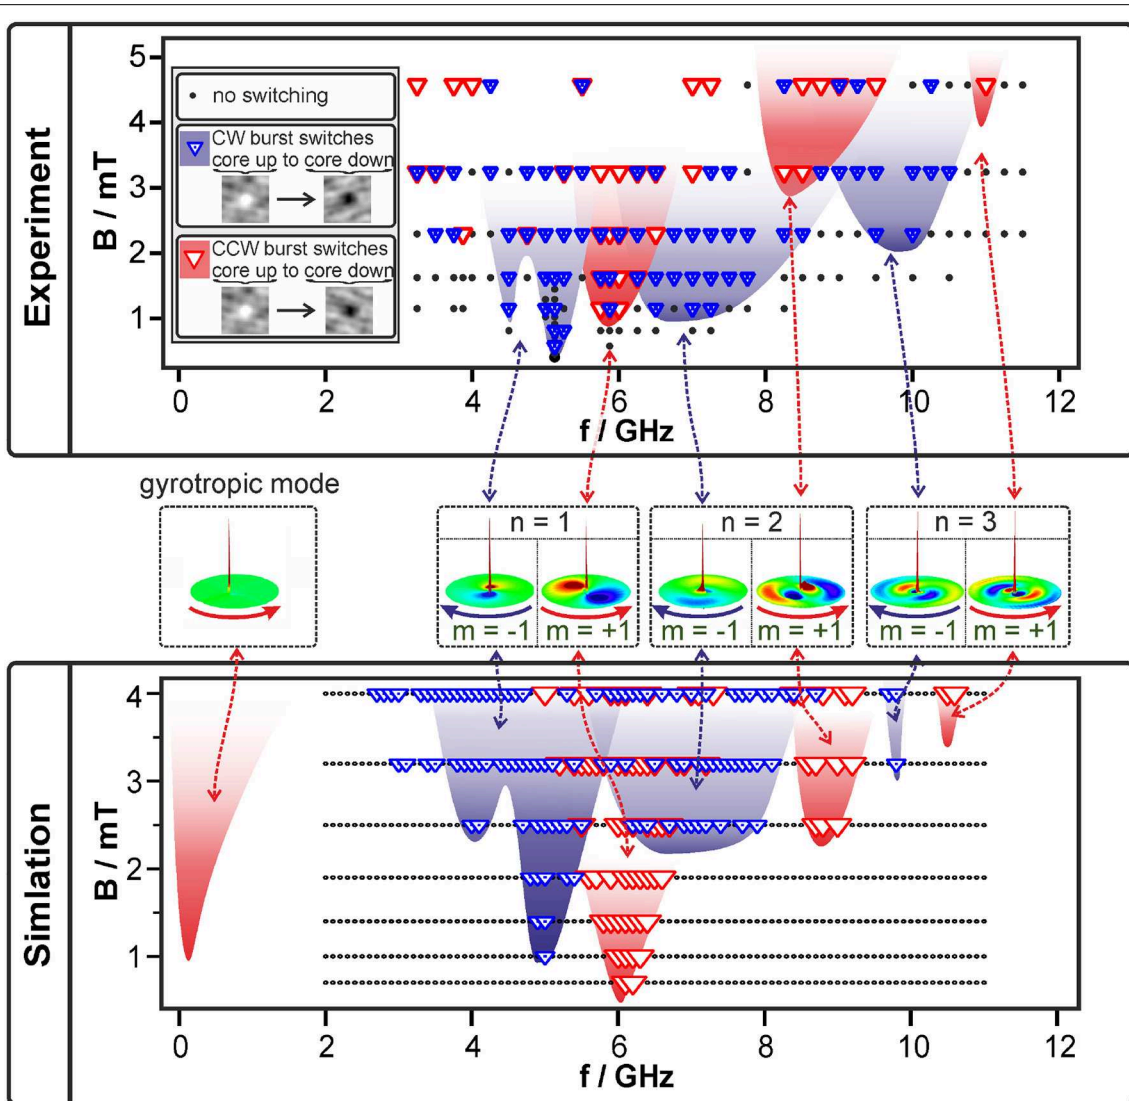 Experiment
B / mT
5
4
3
2
1
no switching
CW burst switches
core up to core down
CCW burst switches
core up to core down
0 2 4 6 8 10 12
f / GHz
gyrotropic mode
n = 1 n = 2 n = 3
m = -1 m = +1 m = -1 m = +1 m = -1 m = +1
Simlation
B / mT
4
3
2
1
0 2 4 6 8 10 12
f / GHz